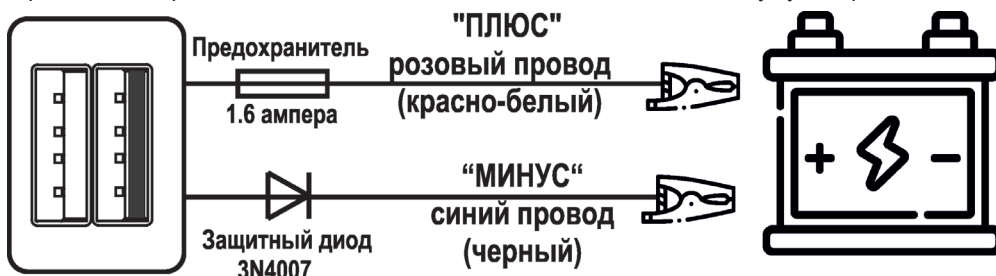 "ПЛЮС"
Предохранитель
розовый провод
1.6 ампера
(красно-белый)
“МИНУС“
синий провод
Защитный диод
(черный)
3N4007
+ -